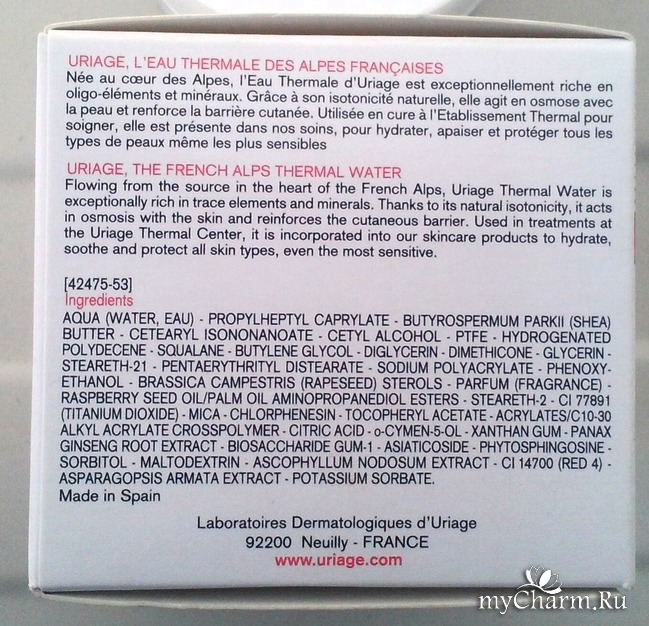 URIAGE, L'EAU THERMALE DES ALPES FRANÇAISES
Née au cœur des Alpes, l'Eau Thermale d'Uriage est exceptionnellement riche en
oligo-éléments et minéraux. Grâce à son isotonicité naturelle, elle agit en osmose avec
la peau et renforce la barrière cutanée. Utilisée en cure à l'Etablissement Thermal pour
soigner, elle est présente dans nos soins, pour hydrater, apaiser et protéger tous les
types de peaux même les plus sensibles
URIAGE, THE FRENCH ALPS THERMAL WATER
Flowing from the source in the heart of the French Alps, Uriage Thermal Water is
exceptionally rich in trace elements and minerals. Thanks to its natural isotonicity, it acts
in osmosis with the skin and reinforces the cutaneous barrier. Used in treatments at
the Uriage Thermal Center, it is incorporated into our skincare products to hydrate,
soothe and protect all skin types, even the most sensitive.
[42475-53]
Ingredients
AQUA (WATER, EAU) - PROPYLHEPTYL CAPRYLATE - BUTYROSPERMUM PARKII (SHEA)
BUTTER - CETEARYL ISONONANOATE - CETYL ALCOHOL - PTFE - HYDROGENATED
POLYDECENE - SQUALANE - BUTYLENE GLYCOL - DIGLYCERIN - DIMETHICONE - GLYCERIN -
STEARETH-21 - PENTAERYTHRITYL DISTEARATE - SODIUM POLYACRYLATE - PHENOXY-
ETHANOL - BRASSICA CAMPESTRIS (RAPESEED) STEROLS - PARFUM (FRAGRANCE) -
RASPBERRY SEED OIL/PALM OIL AMINOPROPANEDIOL ESTERS - STEARETH-2 - CI 77891
(TITANIUM DIOXIDE) - MICA - CHLORPHENESIN - TOCOPHERYL ACETATE - ACRYLATES/C10-30
ALKYL ACRYLATE CROSSPOLYMER - CITRIC ACID - o-CYMEN-5-OL - XANTHAN GUM - PANAX
GINSENG ROOT EXTRACT - BIOSACCHARIDE GUM-1 - ASIATICOSIDE - PHYTOSPHINGOSINE -
SORBITOL - MALTODEXTRIN - ASCOPHYLLUM NODOSUM EXTRACT - CI 14700 (RED 4) -
ASPARAGOPSIS ARMATA EXTRACT - POTASSIUM SORBATE.
Made in Spain
Laboratoires Dermatologiques d'Uriage
92200 Neuilly - FRANCE
www.uriage.com
myCharm.Ru